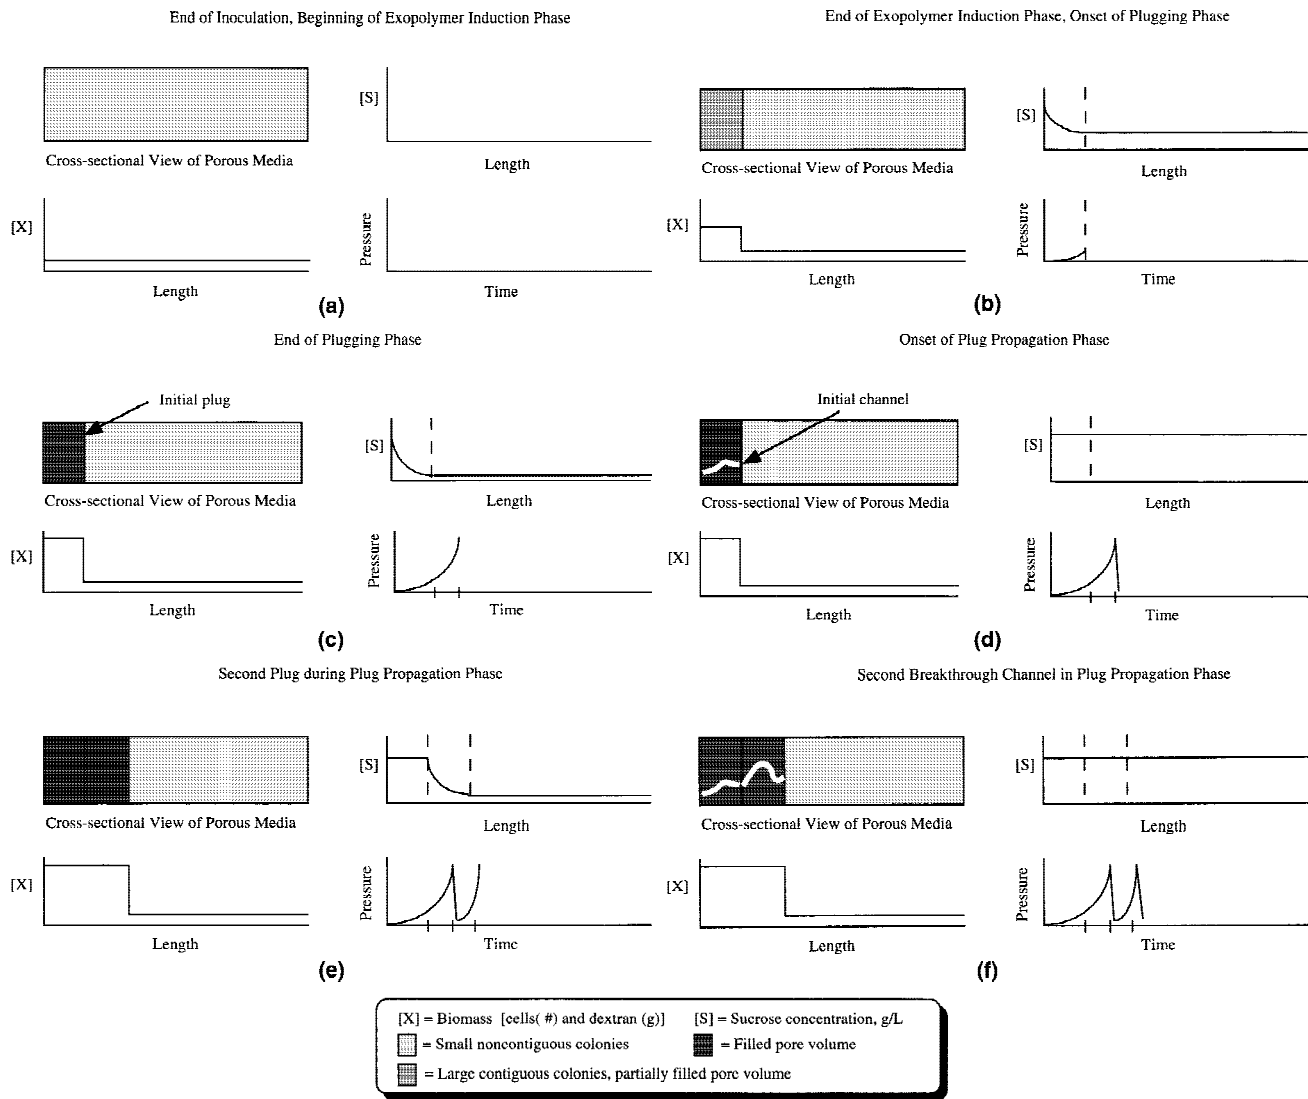 End of Inoculation, Beginning of Exopolymer Induction Phase
[S]
Cross-sectional View of Porous Media
Length
[X]
Length
Pressure
Time
(a)
End of Exopolymer Induction Phase, Onset of Plugging Phase
[S]
Cross-sectional View of Porous Media
Length
[X]
Length
Pressure
Time
(b)
End of Plugging Phase
Initial plug
[S]
Cross-sectional View of Porous Media
Length
[X]
Length
Pressure
Time
(c)
Onset of Plug Propagation Phase
Initial channel
[S]
Cross-sectional View of Porous Media
Length
[X]
Length
Pressure
Time
(d)
Second Plug during Plug Propagation Phase
[S]
Cross-sectional View of Porous Media
Length
[X]
Length
Pressure
Time
(e)
Second Breakthrough Channel in Plug Propagation Phase
[S]
Cross-sectional View of Porous Media
Length
[X]
Length
Pressure
Time
(f)
[X] = Biomass [cells( #) and dextran (g)] [S] = Sucrose concentration, g/L
= Small noncontiguous colonies = Filled pore volume
= Large contiguous colonies, partially filled pore volume